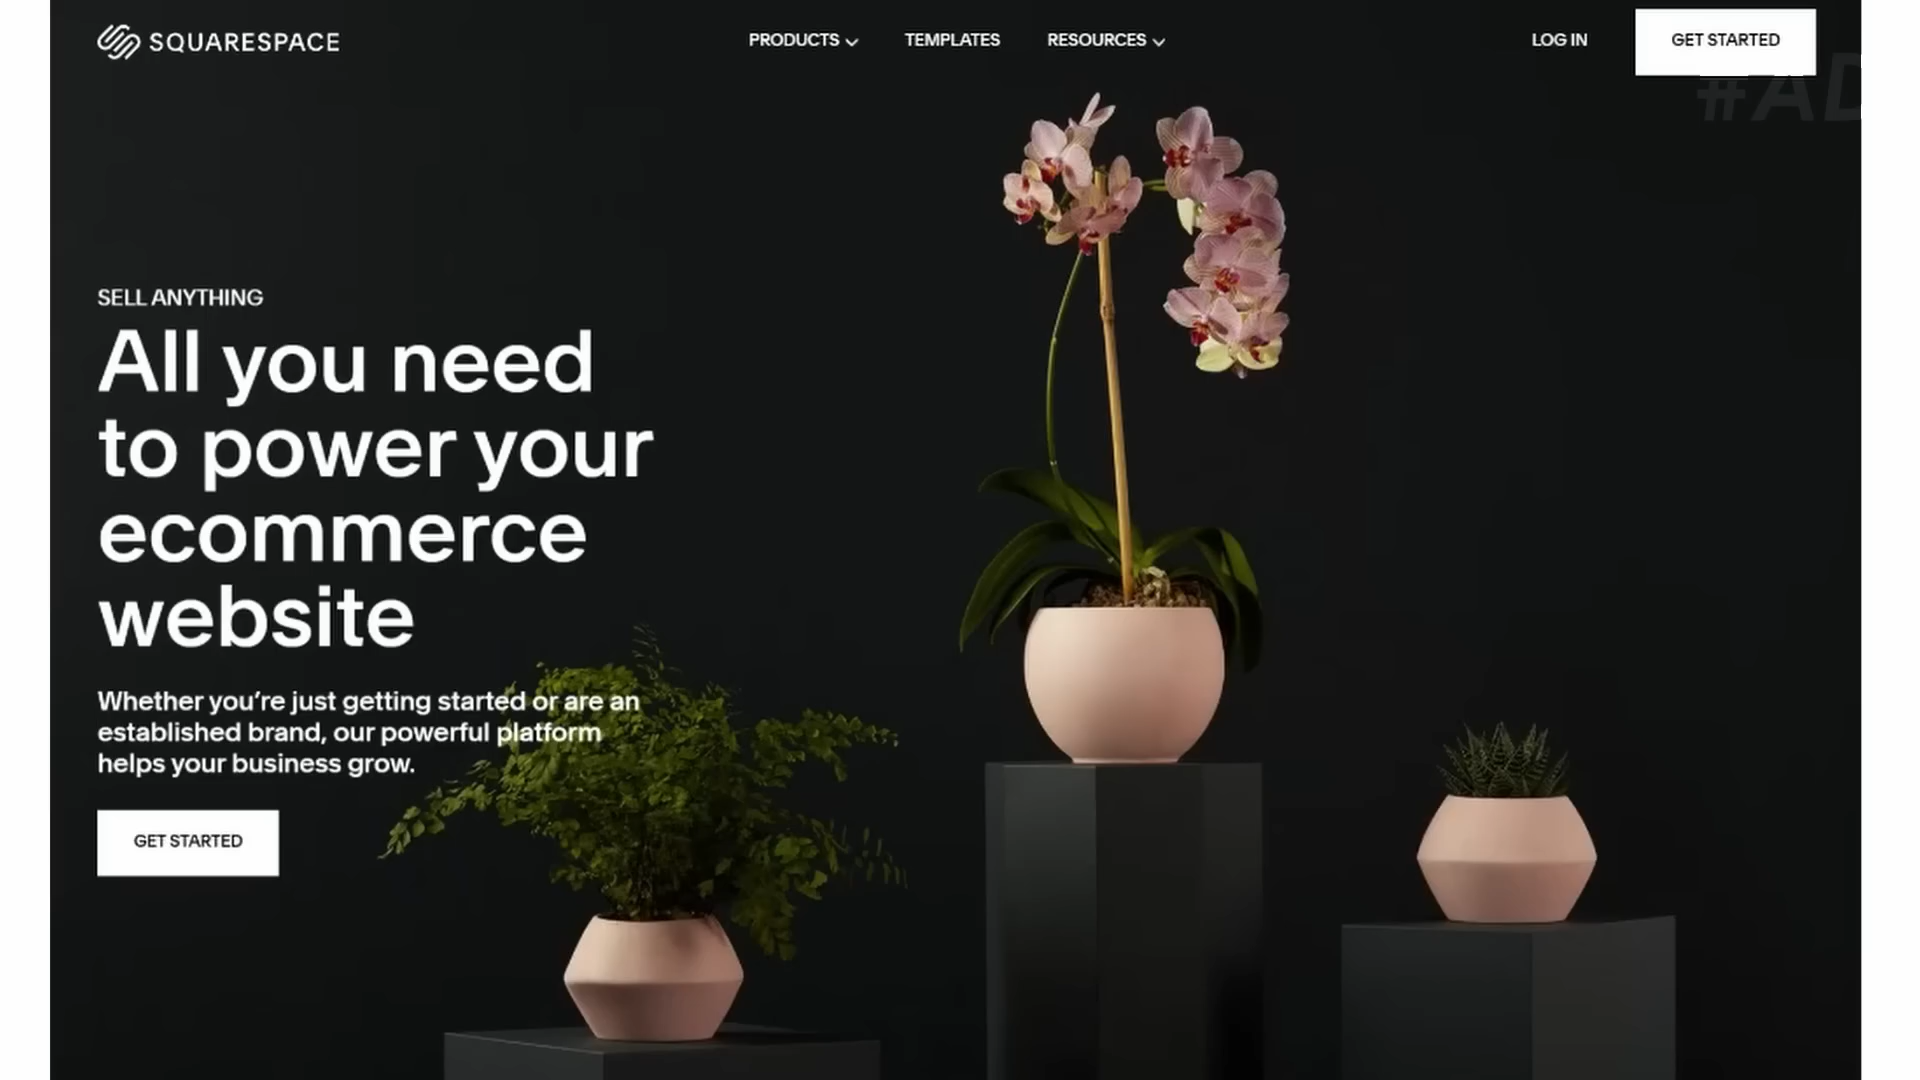 SQUARESPACE
PRODUCTS
TEMPLATES
RESOURCES
LOG IN
GET STARTED
#AD
SELL ANYTHING
All you need
to power your
ecommerce
website
Whether you’re just getting started or are an
established brand, our powerful platform
helps your business grow.
GET STARTED